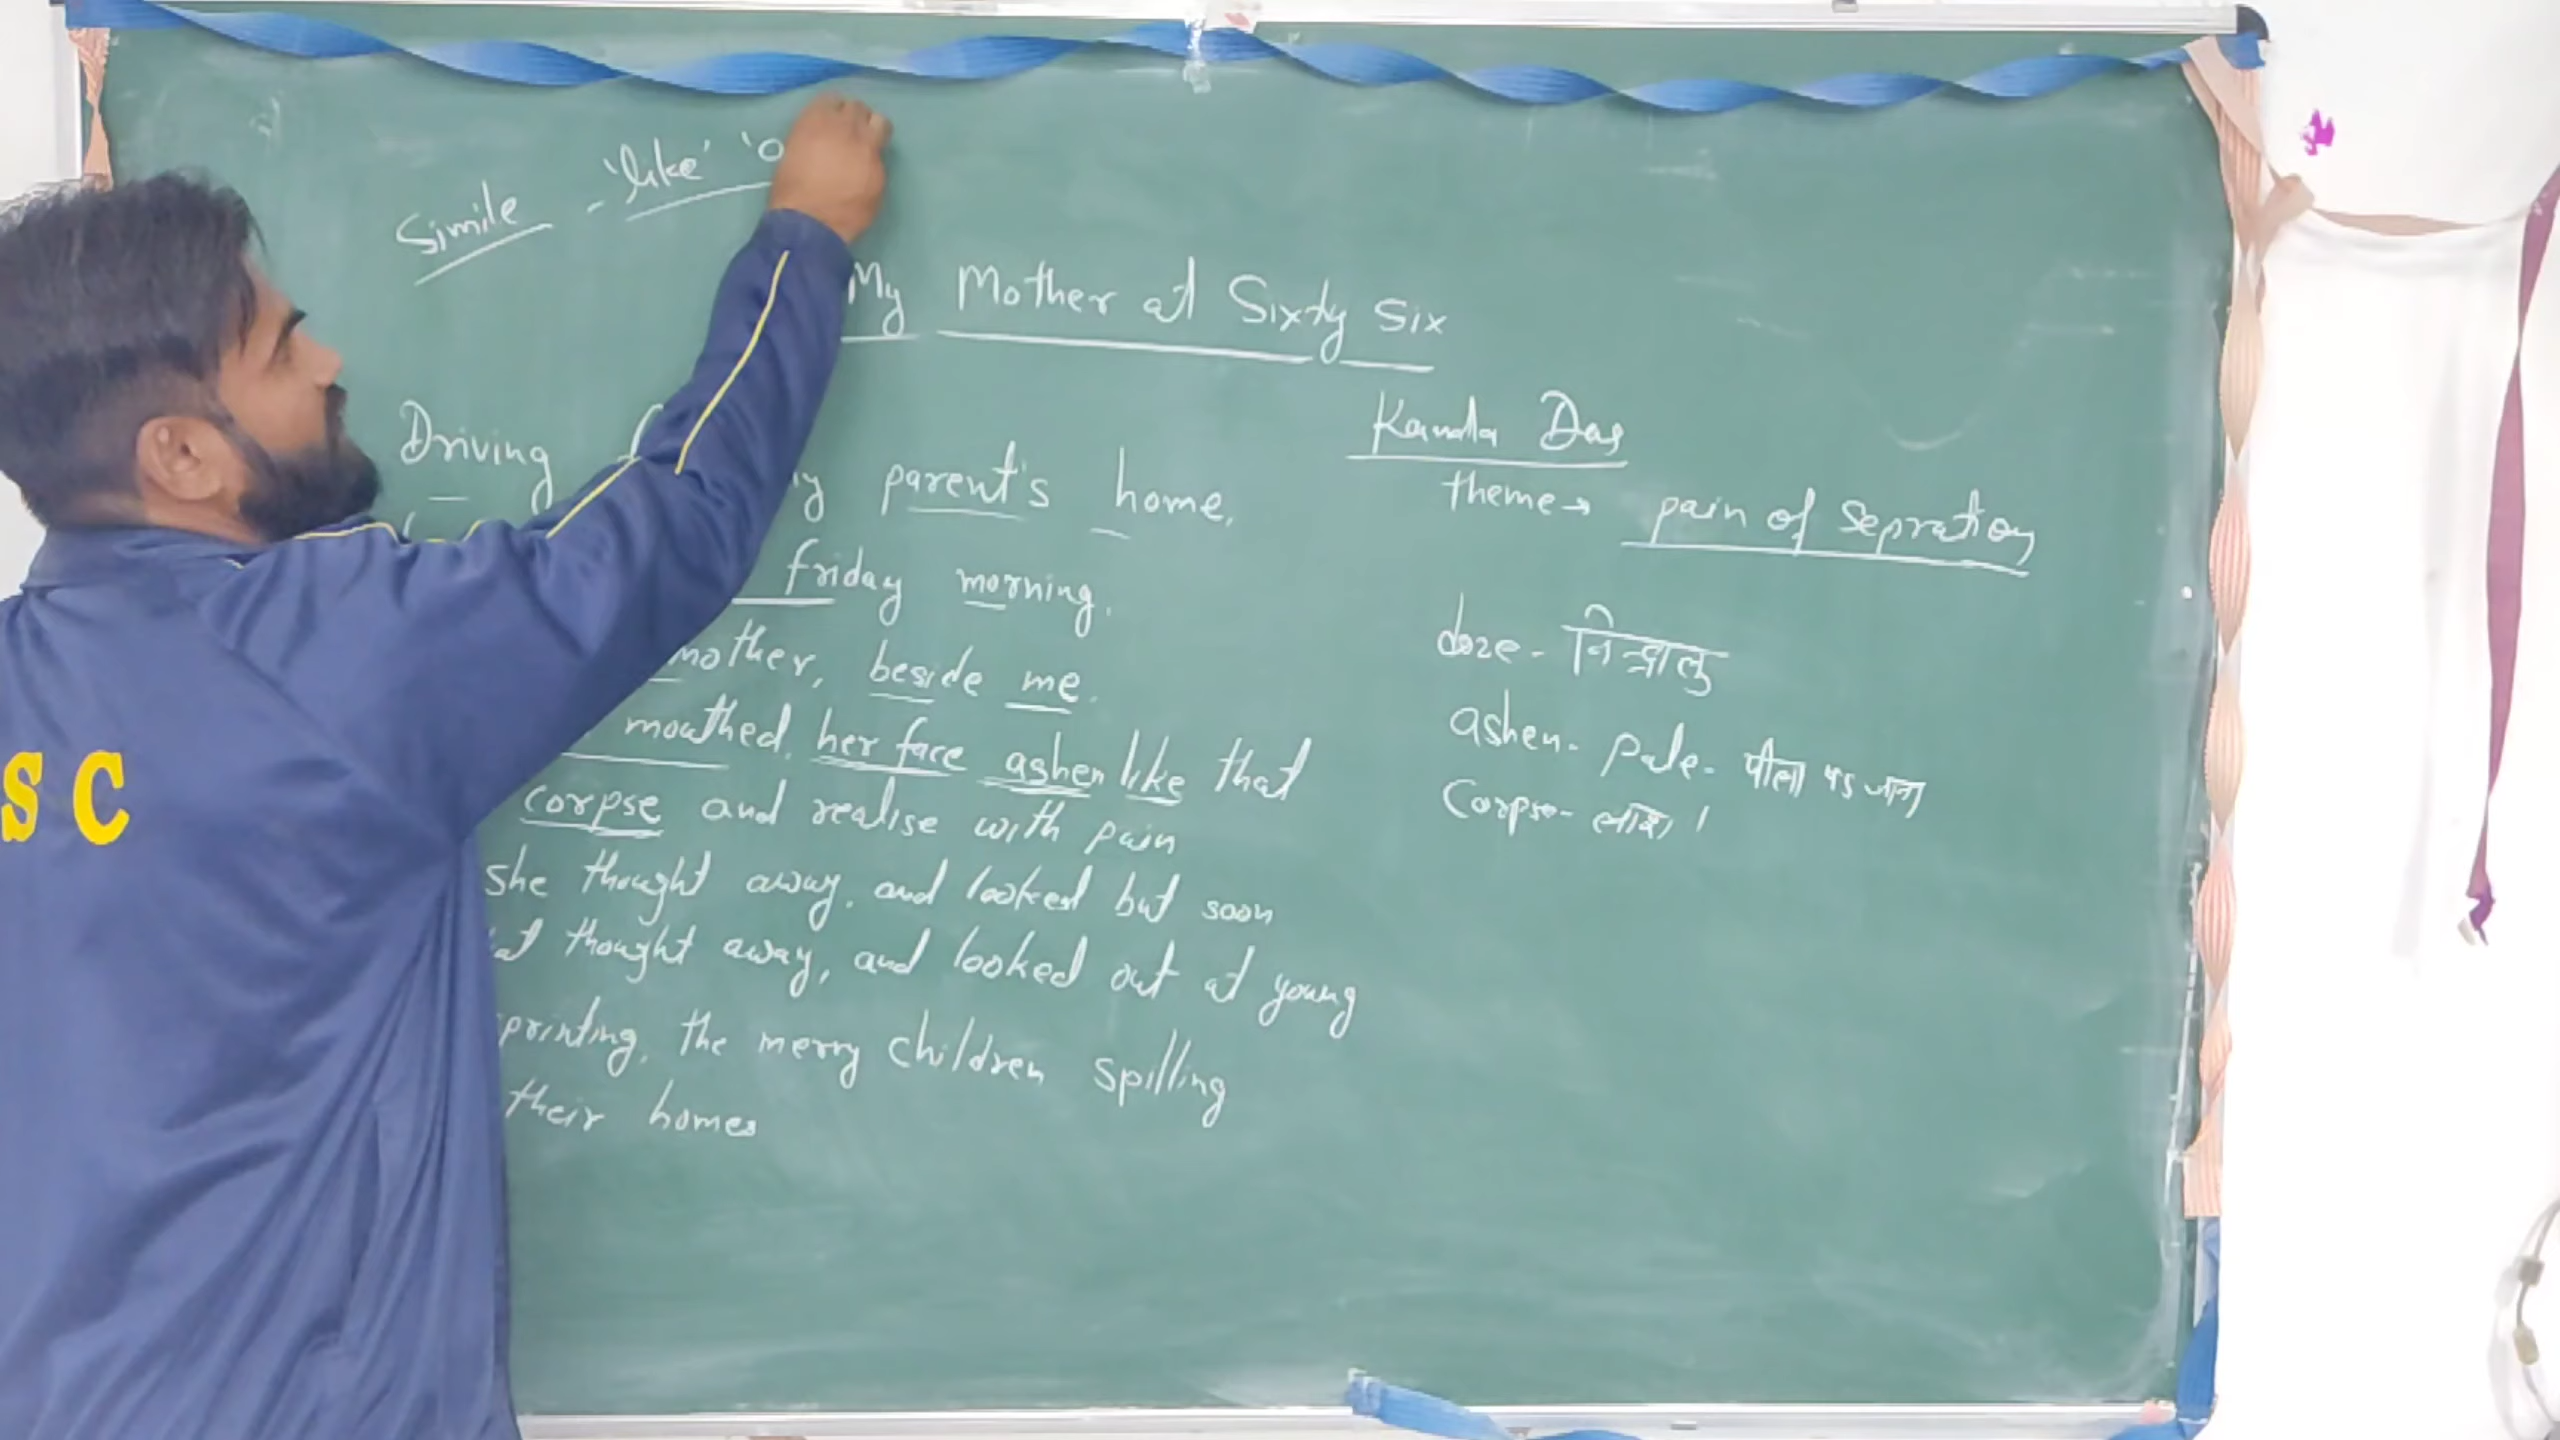 Simile - 'like' 'a
My Mother at Sixty Six
Kamala Das
theme → pain of Sepration
Driving parent's home,
friday morning.
mother, beside me.
mouthed, her face ashen like that
corpse and realise with pain
she thought away, and looked but soon
thought away, and looked out at young
printing, the merry children spilling
their homes
doze - निन्द्रालु
ashen - pale - पीला पड़ जाना
Corpse - लाश।
S C